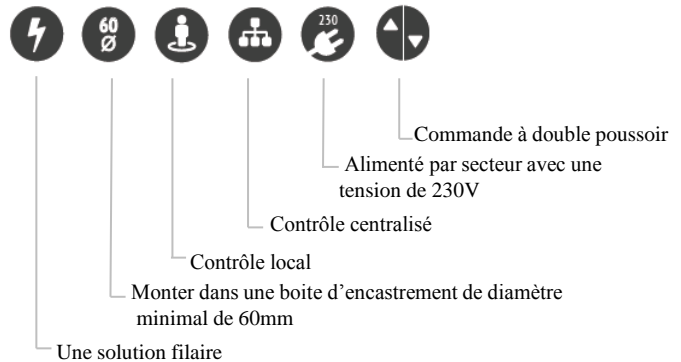 60
Ø
230
Commande à double poussoir
Alimenté par secteur avec une
tension de 230V
Contrôle centralisé
Contrôle local
Monter dans une boite d’encastrement de diamètre
minimal de 60mm
Une solution filaire